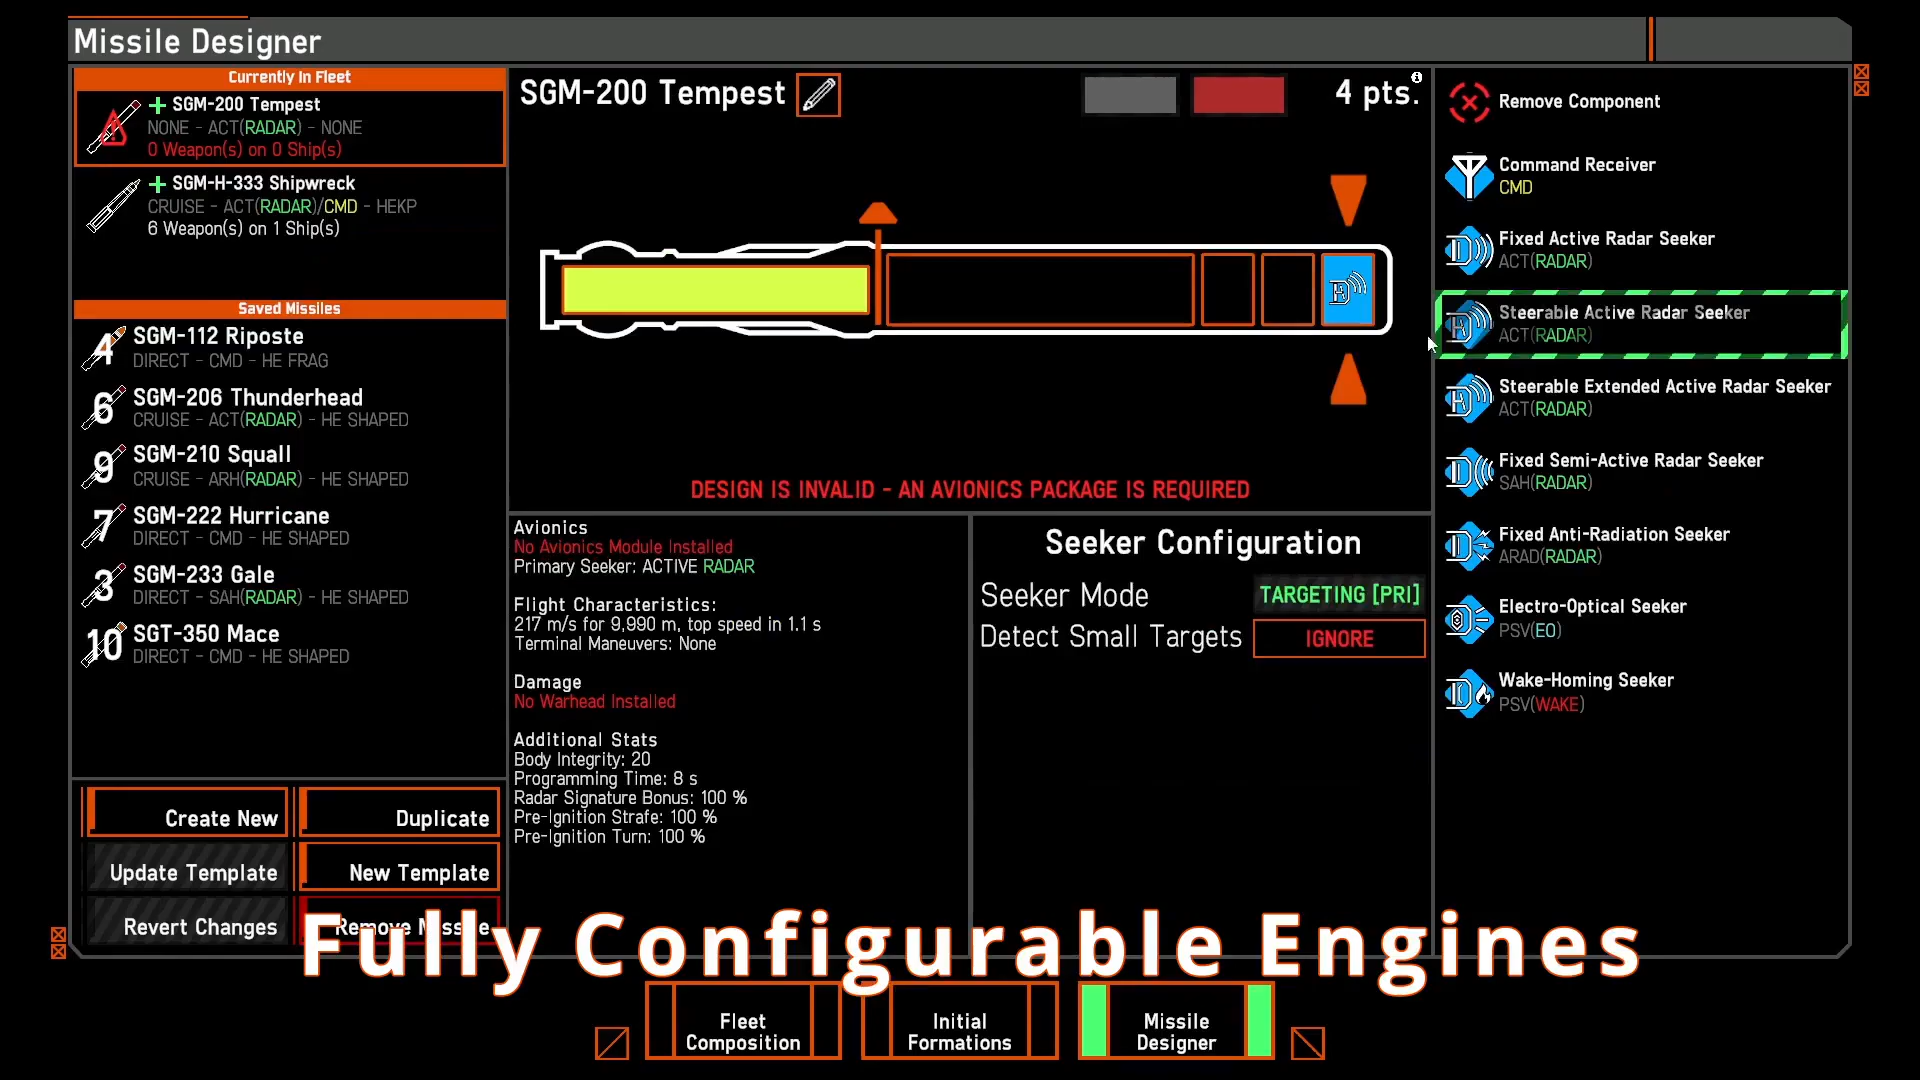 Missile Designer
Currently In Fleet
SGM-200 Tempest
NONE - ACT(RADAR) - NONE
0 Weapon(s) on 0 Ship(s)
SGM-H-333 Shipwreck
CRUISE - ACT(RADAR)/CMD - HEKP
6 Weapon(s) on 1 Ship(s)
Saved Missiles
4
SGM-112 Riposte
DIRECT - CMD - HE FRAG
6
SGM-206 Thunderhead
CRUISE - ACT(RADAR) - HE SHAPED
9
SGM-210 Squall
CRUISE - ARH(RADAR) - HE SHAPED
7
SGM-222 Hurricane
DIRECT - CMD - HE SHAPED
3
SGM-233 Gale
DIRECT - SAH(RADAR) - HE SHAPED
10
SGT-350 Mace
DIRECT - CMD - HE SHAPED
Create New
Duplicate
Update Template
New Template
Revert Changes
Remove Missile
SGM-200 Tempest
4 pts.
DESIGN IS INVALID - AN AVIONICS PACKAGE IS REQUIRED
Avionics
No Avionics Module Installed
Primary Seeker: ACTIVE RADAR
Flight Characteristics:
217 m/s for 9,990 m, top speed in 1.1 s
Terminal Maneuvers: None
Damage
No Warhead Installed
Additional Stats
Body Integrity: 20
Programming Time: 8 s
Radar Signature Bonus: 100 %
Pre-Ignition Strafe: 100 %
Pre-Ignition Turn: 100 %
Seeker Configuration
Seeker Mode
TARGETING [PRI]
Detect Small Targets
IGNORE
Remove Component
Command Receiver
CMD
Fixed Active Radar Seeker
ACT(RADAR)
Steerable Active Radar Seeker
ACT(RADAR)
Steerable Extended Active Radar Seeker
ACT(RADAR)
Fixed Semi-Active Radar Seeker
SAH(RADAR)
Fixed Anti-Radiation Seeker
ARAD(RADAR)
Electro-Optical Seeker
PSV(EO)
Wake-Homing Seeker
PSV(WAKE)
Fully Configurable Engines
Fleet
Composition
Initial
Formations
Missile
Designer